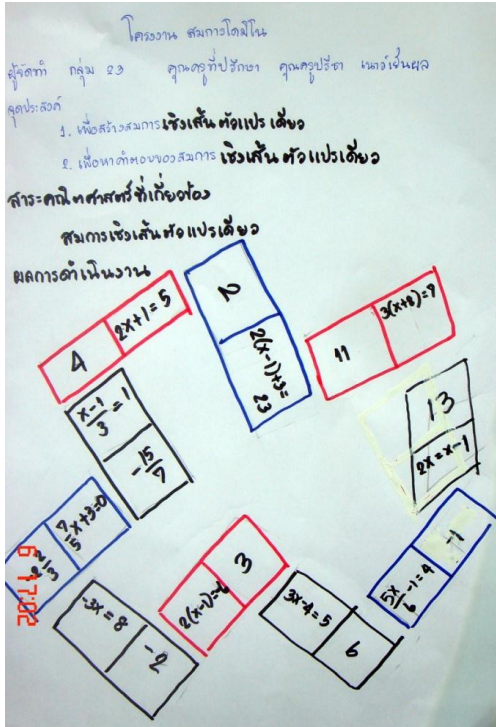 โครงงาน สมการโดมิโน
ผู้จัดทำ กลุ่ม 23 คุณครูที่ปรึกษา คุณครูปรีชา เนาว์เย็นผล
จุดประสงค์
1. เพื่อสร้างสมการเชิงเส้นตัวแปรเดียว
2. เพื่อหาคำตอบของสมการเชิงเส้นตัวแปรเดียว
สาระคณิตศาสตร์ที่เกี่ยวข้อง
สมการเชิงเส้นตัวแปรเดียว
ผลการดำเนินงาน
4
2x+1=5
2
2(x-1)+3=
23
11
13
2x=x-1
-1
5x/6-1=4
6
3x-4=5
3
-2
-3x=8
7/5x+3=0
-15/7
x-1/3=1
6 17:02